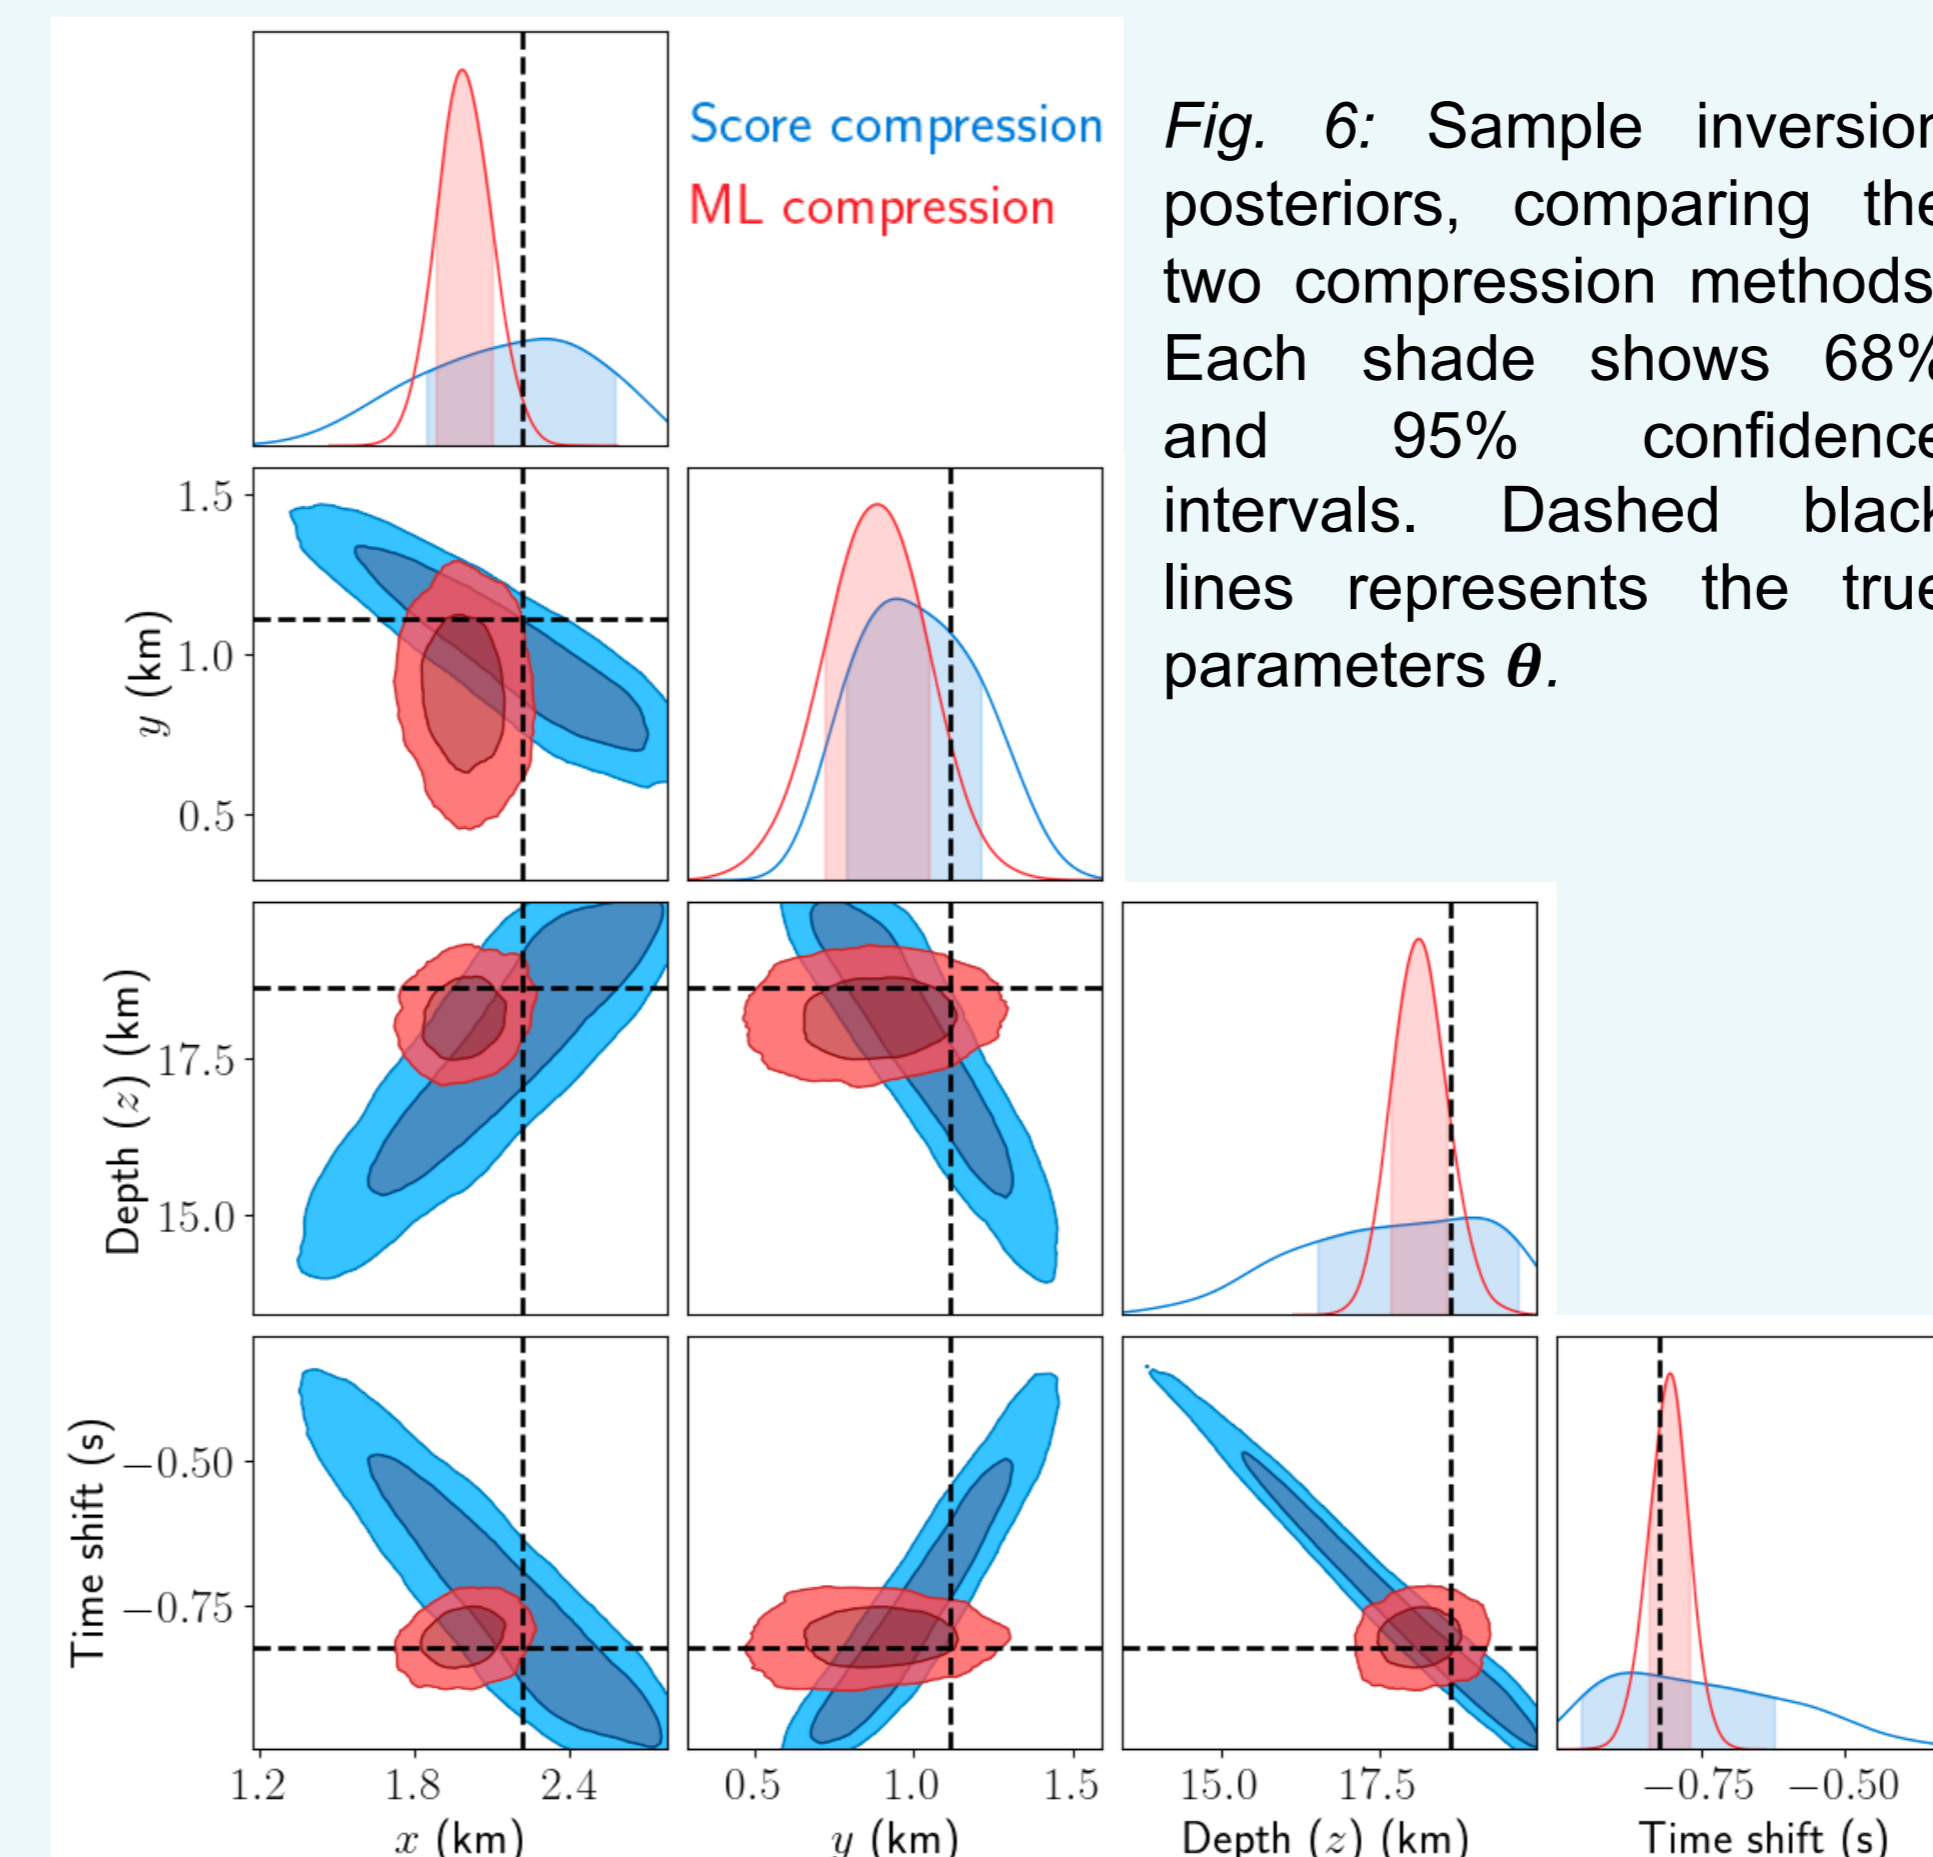 Score compression
ML compression
Fig. 6: Sample inversion
posteriors, comparing the
two compression methods.
Each shade shows 68%
and 95% confidence
intervals. Dashed black
lines represents the true
parameters θ.
1.5
1.0
0.5
y (km)
17.5
15.0
Depth (z) (km)
−0.50
−0.75
Time shift (s)
1.2 1.8 2.4 0.5 1.0 1.5 15.0 17.5 −0.75 −0.50
x (km) y (km) Depth (z) (km) Time shift (s)